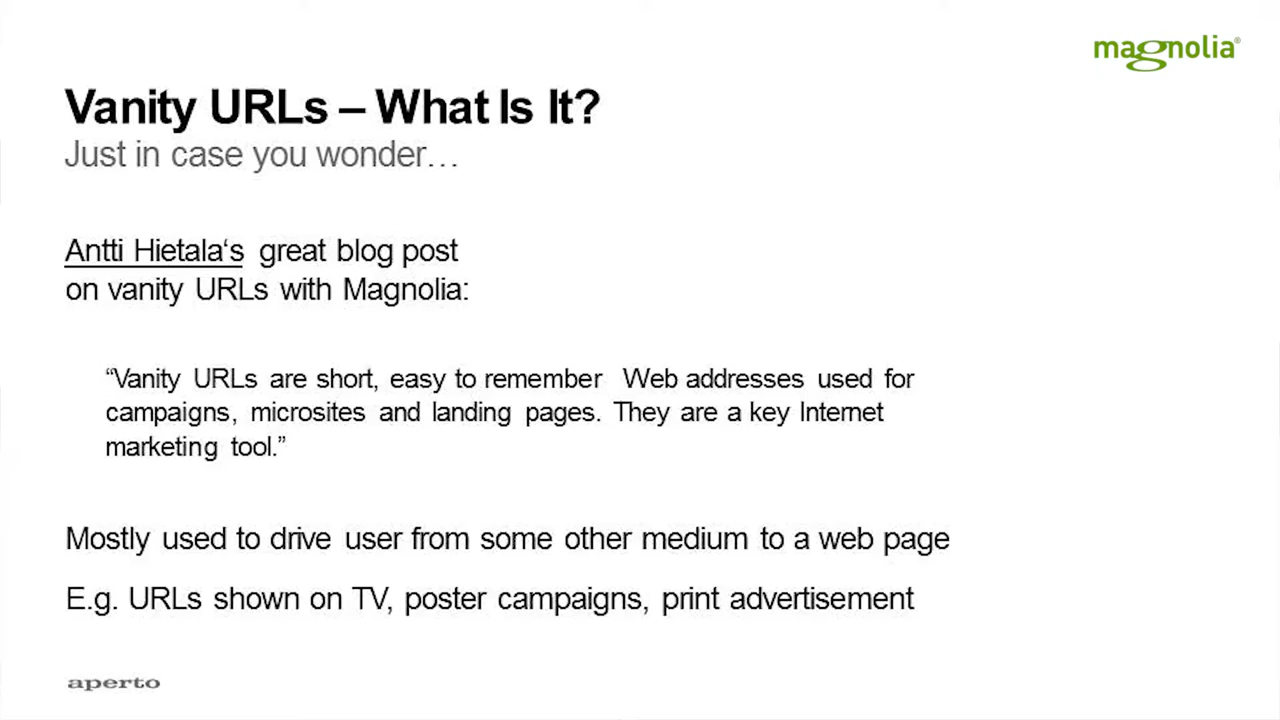 magnolia®
Vanity URLs – What Is It?
Just in case you wonder…
Antti Hietala‘s great blog post
on vanity URLs with Magnolia:
“Vanity URLs are short, easy to remember Web addresses used for
campaigns, microsites and landing pages. They are a key Internet
marketing tool.”
Mostly used to drive user from some other medium to a web page
E.g. URLs shown on TV, poster campaigns, print advertisement
aperto